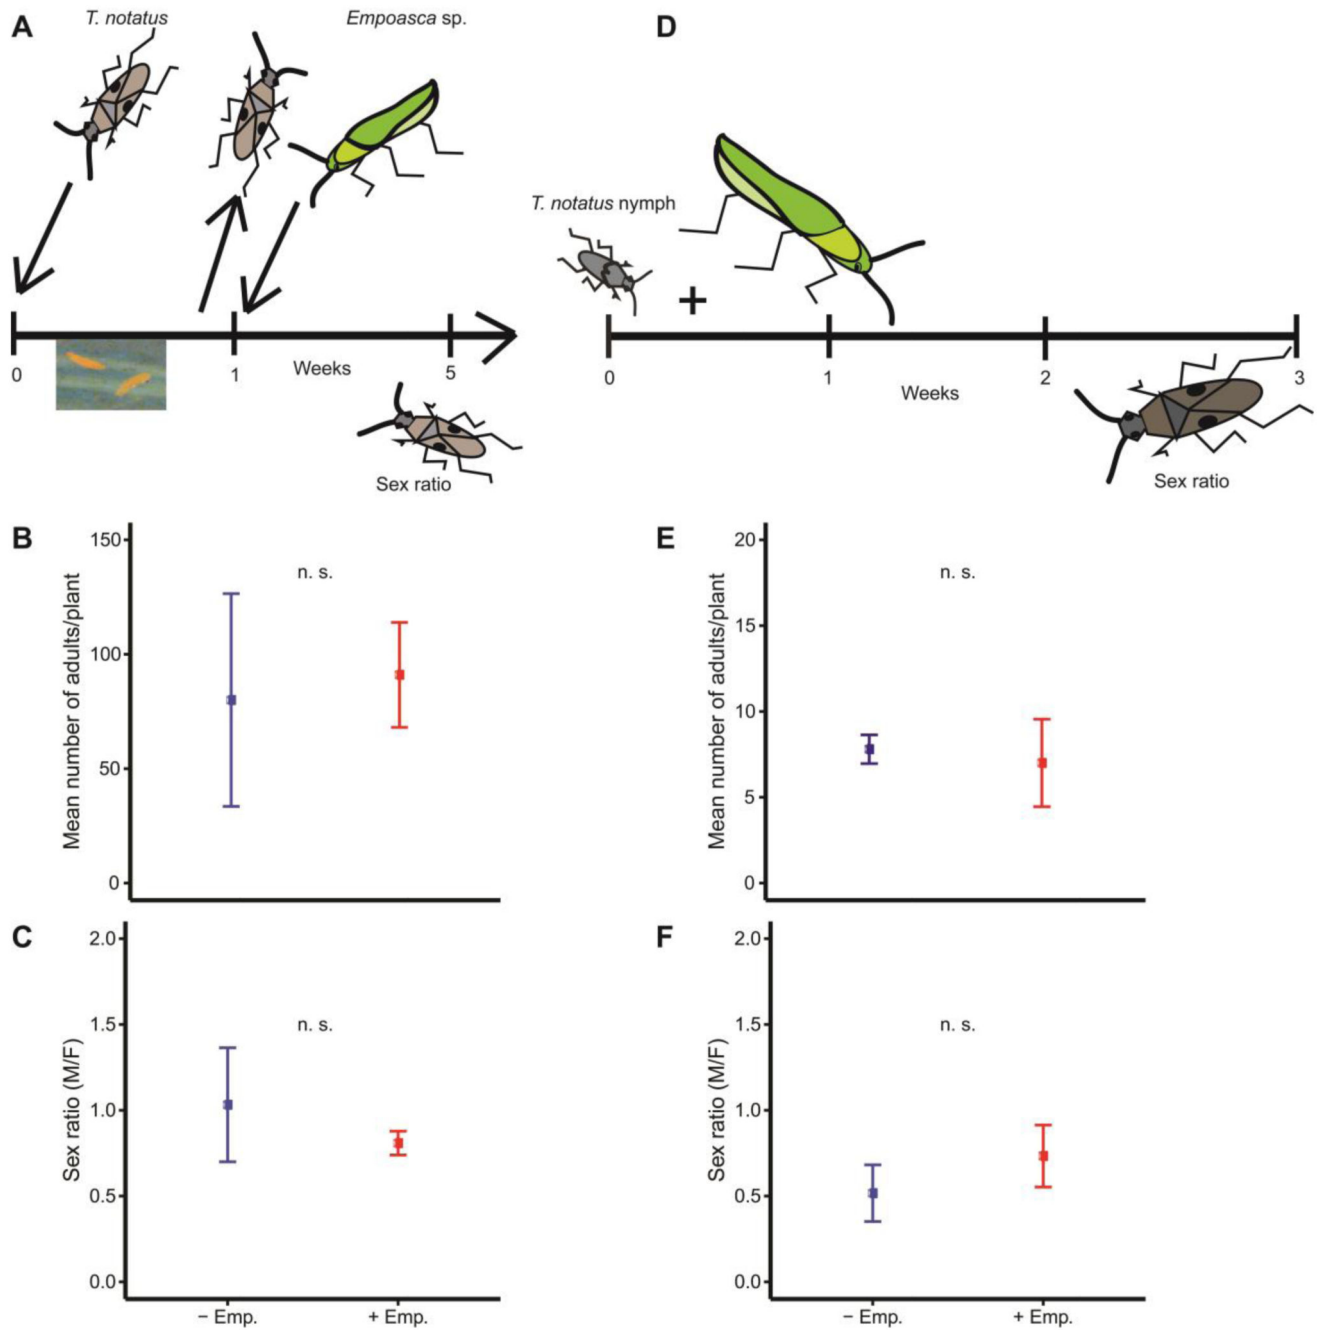 A
T. notatus
Empoasca sp.
0
1
Weeks
5
Sex ratio
D
T. notatus nymph
+
0
1
Weeks
2
3
Sex ratio
B
Mean number of adults/plant
150
100
50
0
n. s.
E
Mean number of adults/plant
20
15
10
5
0
n. s.
C
Sex ratio (M/F)
2.0
1.5
1.0
0.5
0.0
n. s.
− Emp.
+ Emp.
F
Sex ratio (M/F)
2.0
1.5
1.0
0.5
0.0
n. s.
− Emp.
+ Emp.